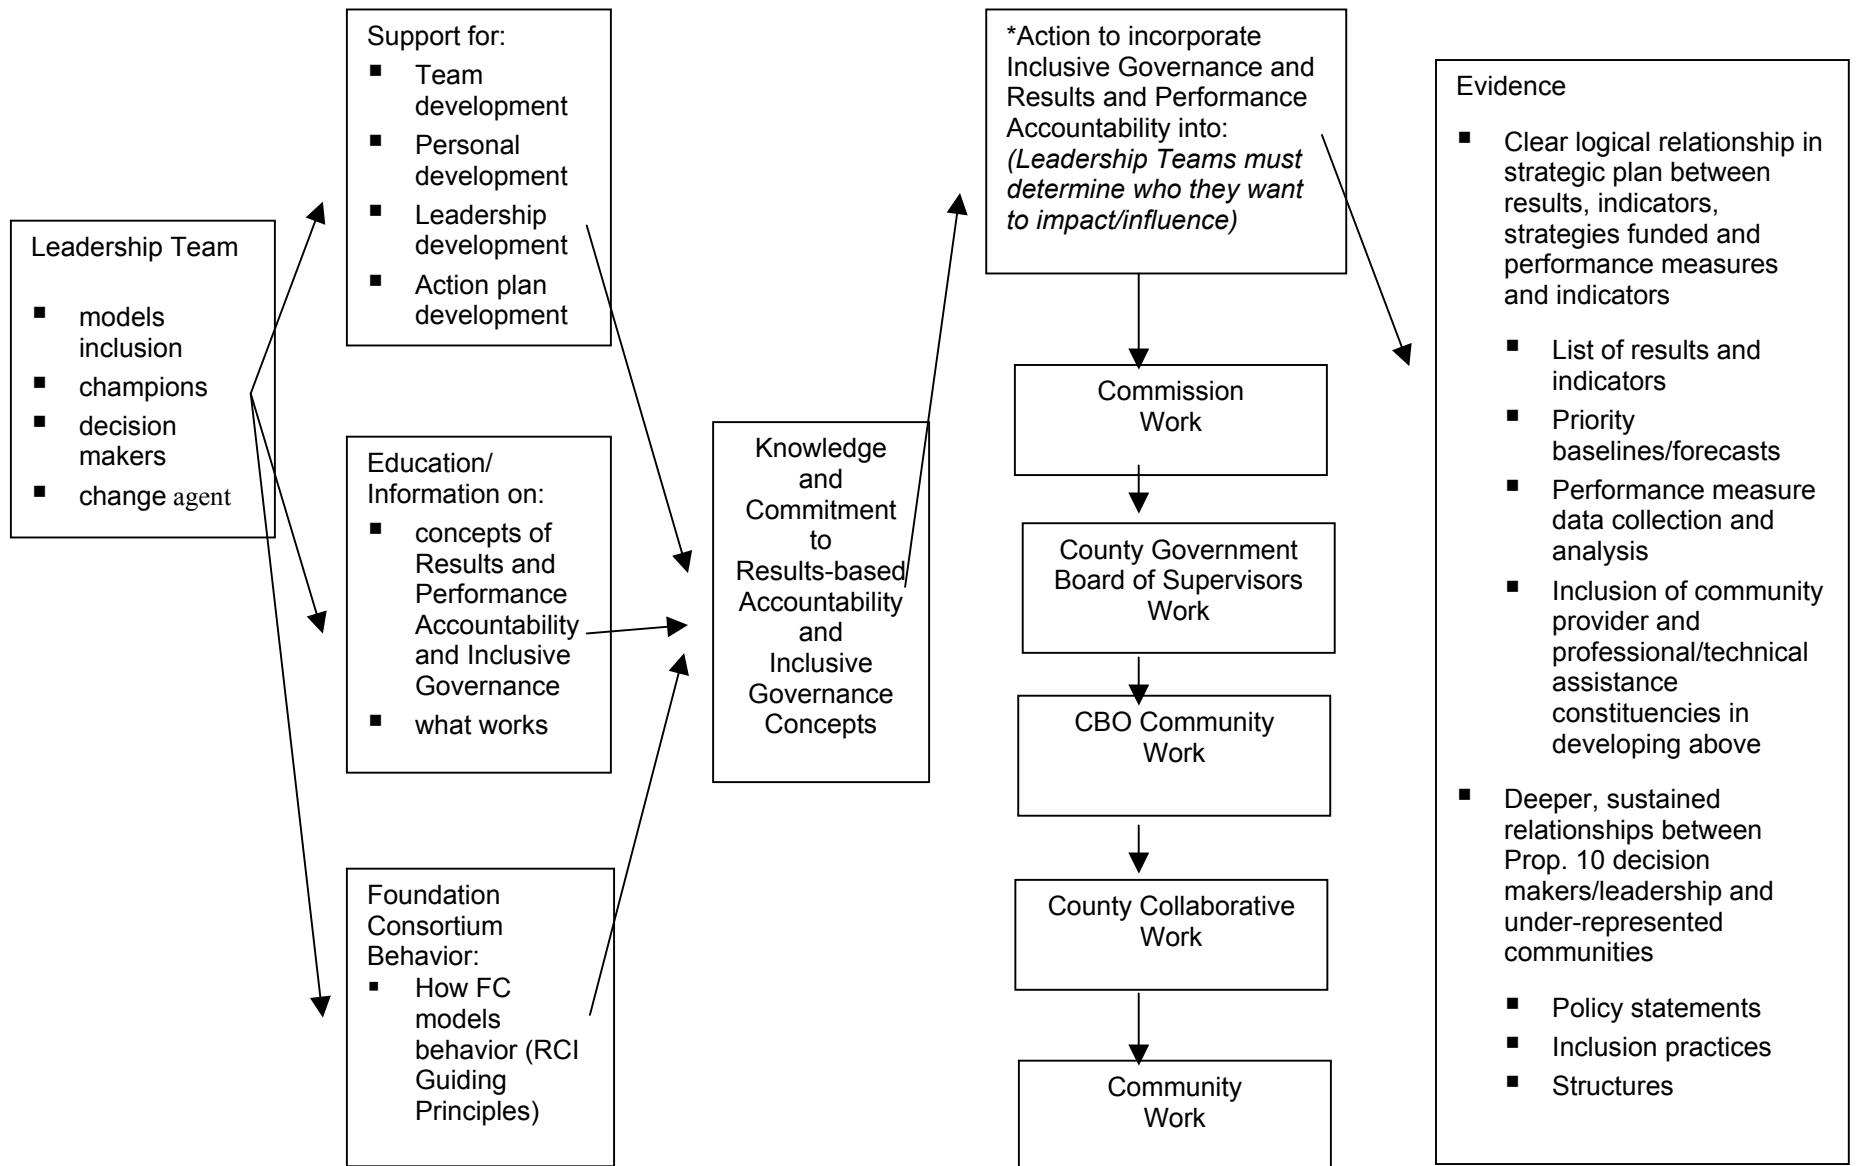 Leadership Team
■ models
inclusion
■ champions
■ decision
makers
■ change agent
Support for:
■ Team
development
■ Personal
development
■ Leadership
development
■ Action plan
development
Education/
Information on:
■ concepts of
Results and
Performance
Accountability
and Inclusive
Governance
■ what works
Foundation
Consortium
Behavior:
■ How FC
models
behavior (RCI
Guiding
Principles)
Knowledge
and
Commitment
to
Results-based
Accountability
and
Inclusive
Governance
Concepts
*Action to incorporate
Inclusive Governance and
Results and Performance
Accountability into:
(Leadership Teams must
determine who they want
to impact/influence)
Commission
Work
County Government
Board of Supervisors
Work
CBO Community
Work
County Collaborative
Work
Community
Work
Evidence
■ Clear logical relationship in
strategic plan between
results, indicators,
strategies funded and
performance measures
and indicators
■ List of results and
indicators
■ Priority
baselines/forecasts
■ Performance measure
data collection and
analysis
■ Inclusion of community
provider and
professional/technical
assistance
constituencies in
developing above
■ Deeper, sustained
relationships between
Prop. 10 decision
makers/leadership and
under-represented
communities
■ Policy statements
■ Inclusion practices
■ Structures